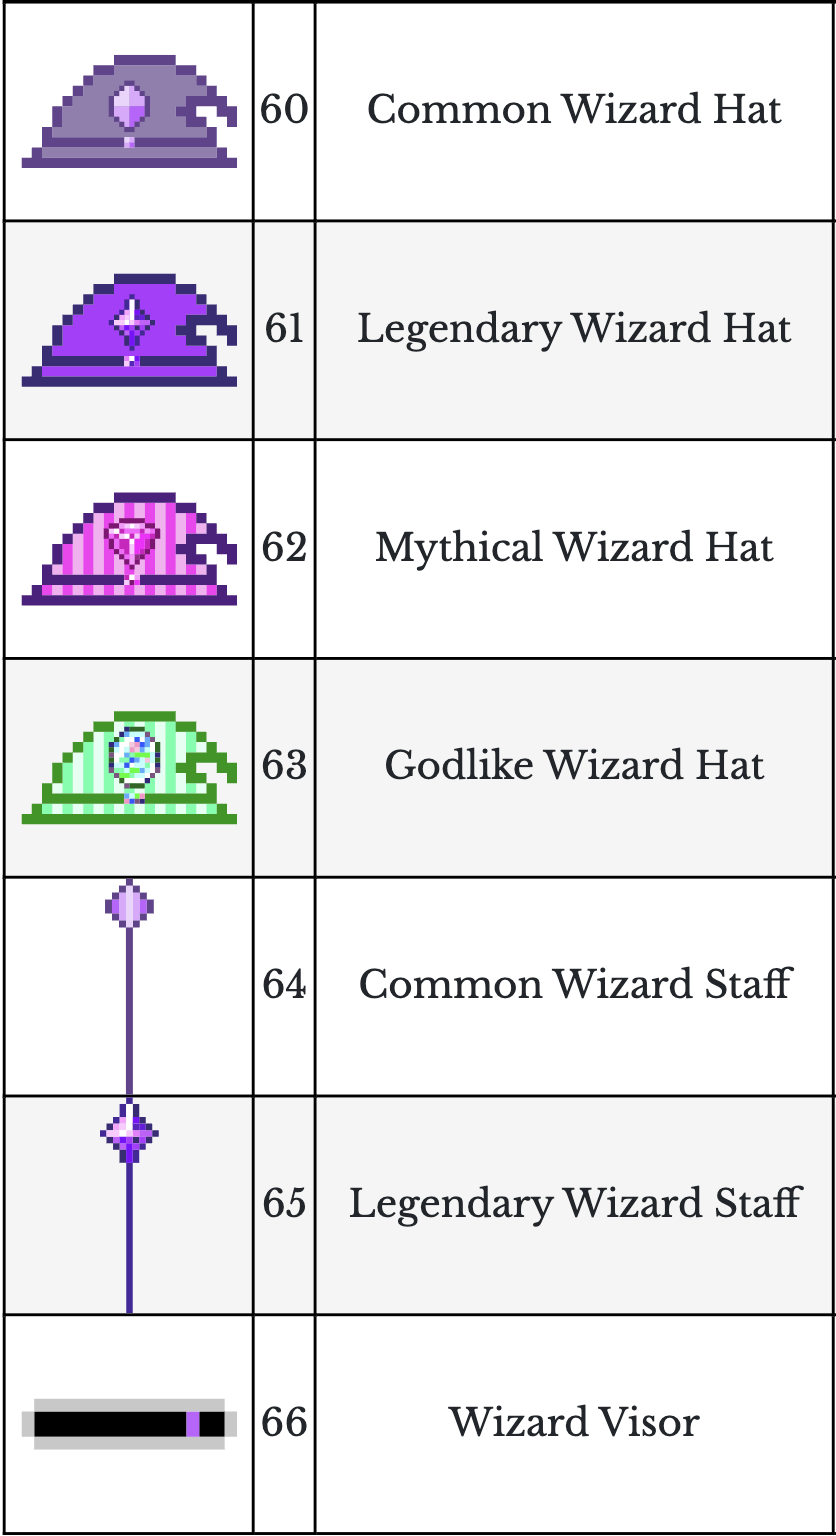 60 Common Wizard Hat
61 Legendary Wizard Hat
62 Mythical Wizard Hat
63 Godlike Wizard Hat
64 Common Wizard Staff
65 Legendary Wizard Staff
66 Wizard Visor